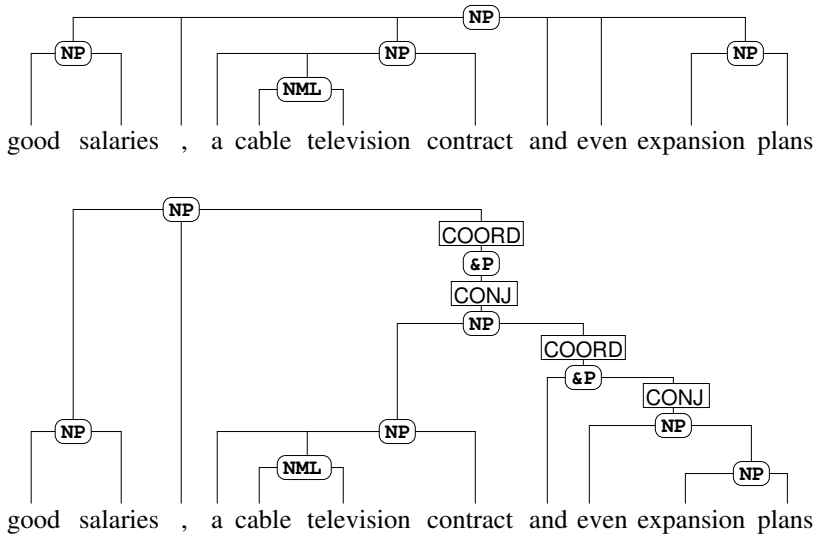 NP
NP NP NP
NML
good salaries , a cable television contract and even expansion plans
NP
COORD
&P
CONJ
NP
COORD
&P
CONJ
NP NP NP
NML NP
good salaries , a cable television contract and even expansion plans